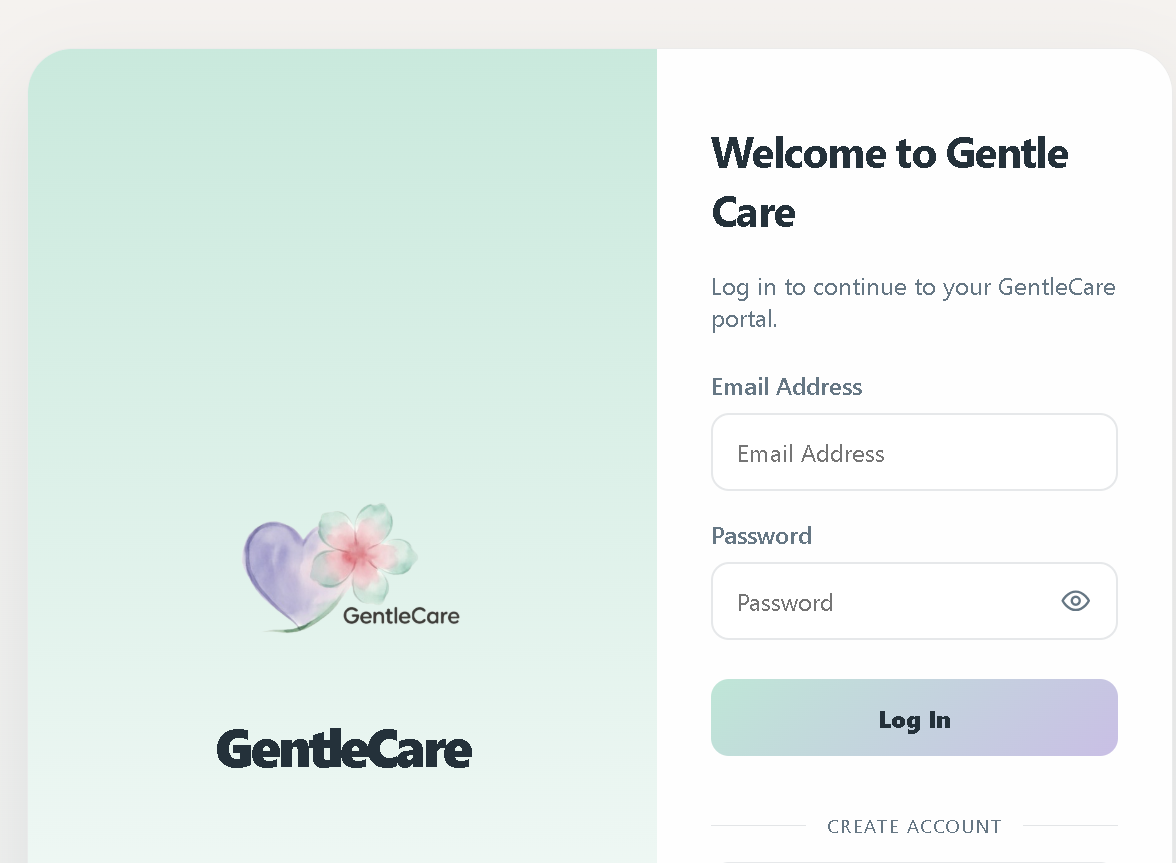 GentleCare
GentleCare
Welcome to Gentle
Care
Log in to continue to your GentleCare
portal.
Email Address
Email Address
Password
Password
Log In
CREATE ACCOUNT